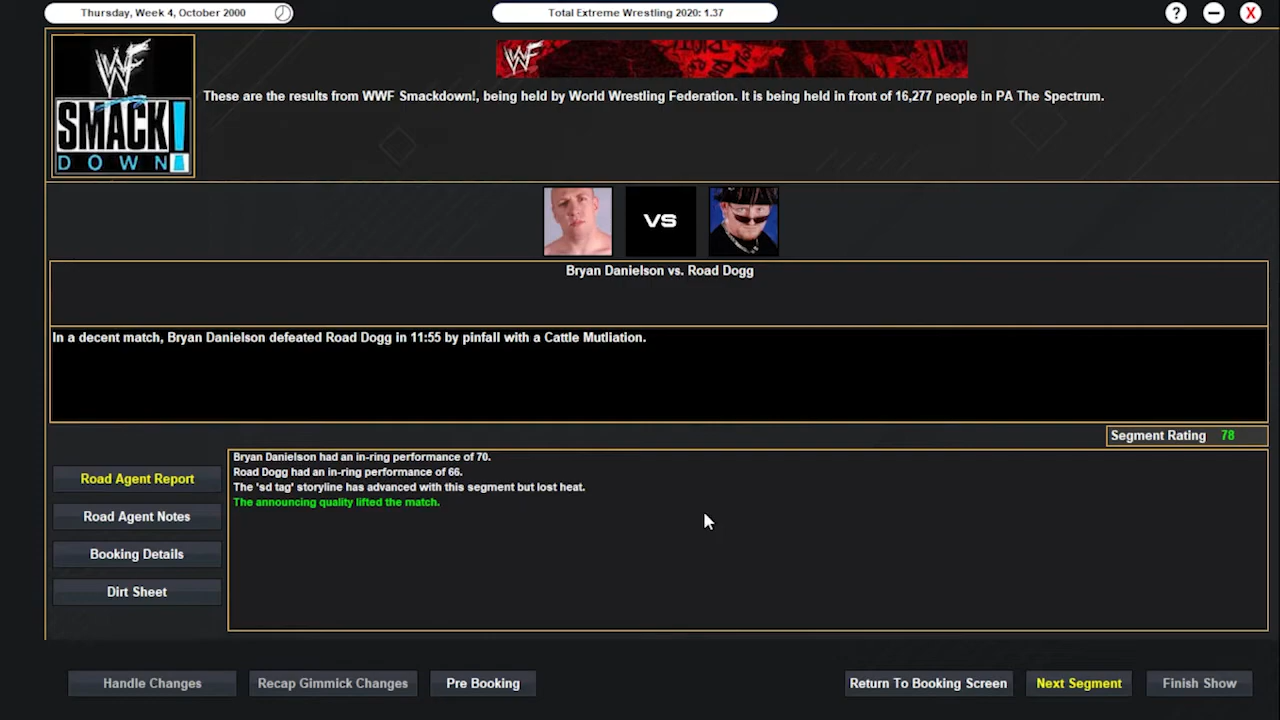 Thursday, Week 4, October 2000
Total Extreme Wrestling 2020: 1.37
?
X
WF
SMACK
DOWN!
These are the results from WWF Smackdown!, being held by World Wrestling Federation. It is being held in front of 16,277 people in PA The Spectrum.
VS
Bryan Danielson vs. Road Dogg
In a decent match, Bryan Danielson defeated Road Dogg in 11:55 by pinfall with a Cattle Mutliation.
Segment Rating 78
Road Agent Report
Road Agent Notes
Booking Details
Dirt Sheet
Bryan Danielson had an in-ring performance of 70.
Road Dogg had an in-ring performance of 66.
The 'sd tag' storyline has advanced with this segment but lost heat.
The announcing quality lifted the match.
Handle Changes
Recap Gimmick Changes
Pre Booking
Return To Booking Screen
Next Segment
Finish Show